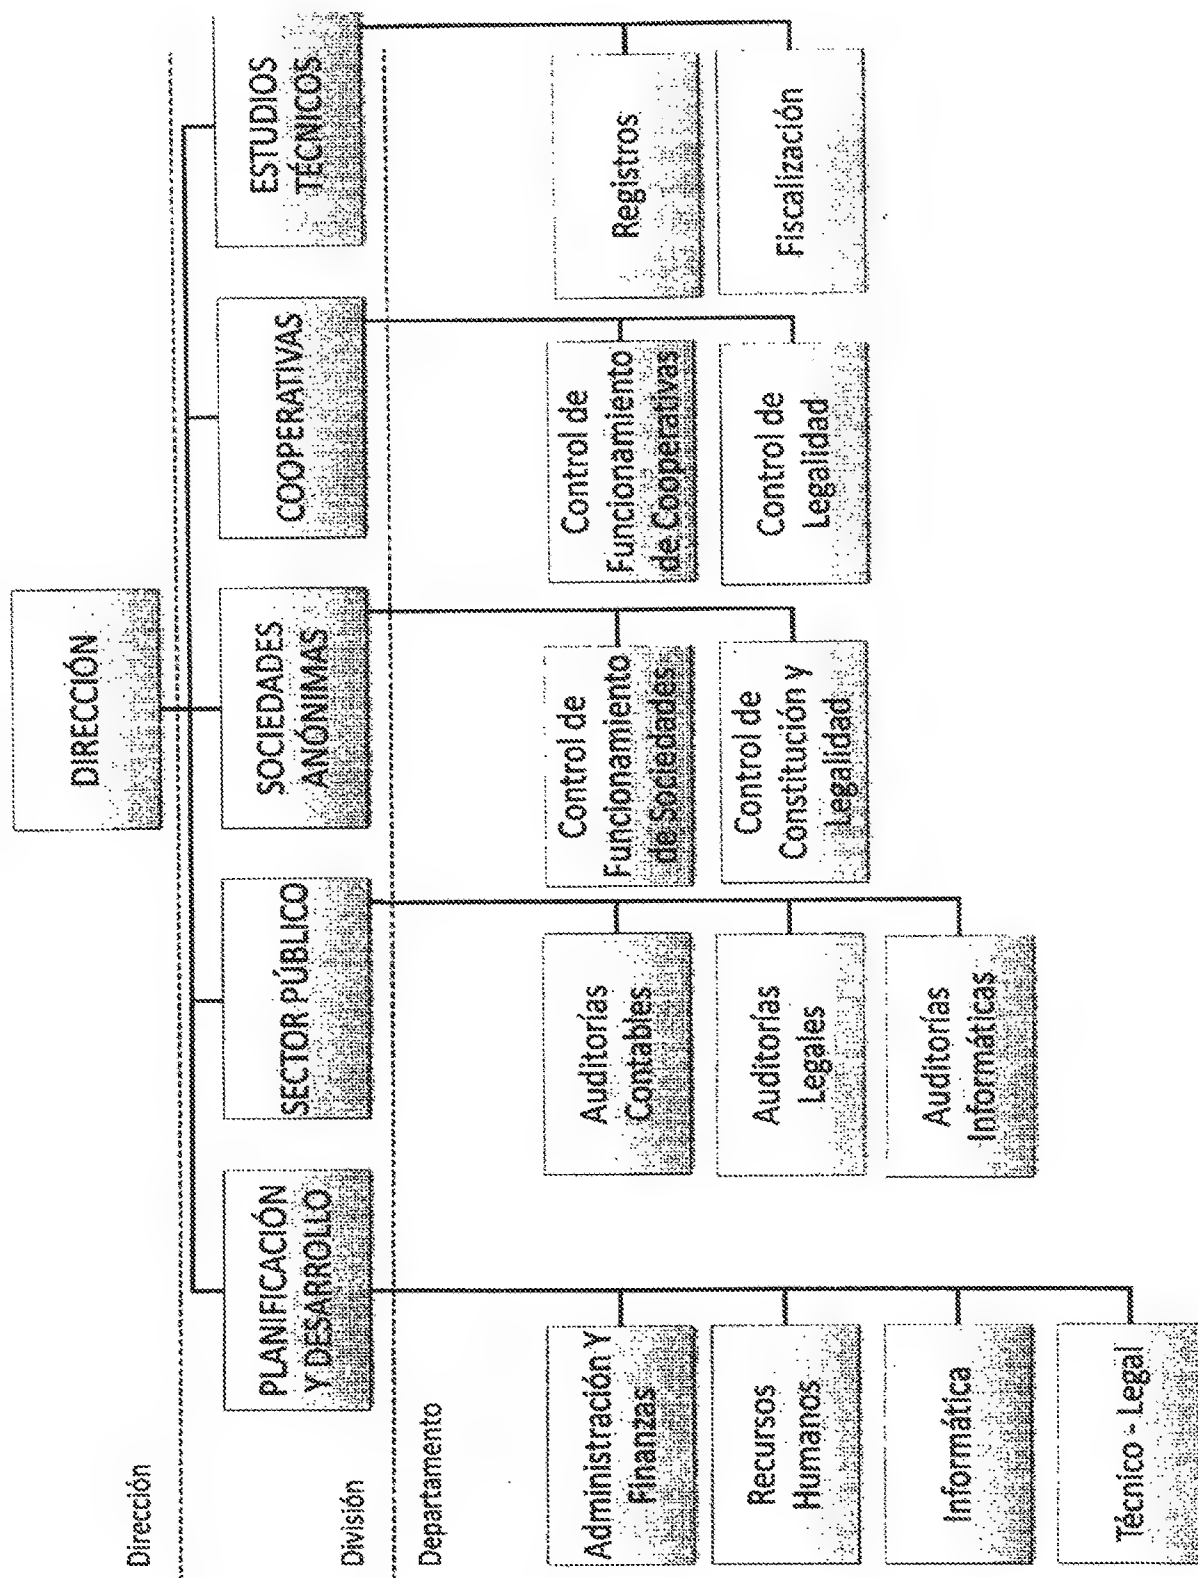 DIRECCIÓN
Dirección
PLANIFICACIÓN
Y DESARROLLO
SECTOR PÚBLICO
SOCIEDADES
ANÓNIMAS
COOPERATIVAS
ESTUDIOS
TÉCNICOS
División
Departamento
Administración Y
Finanzas
Recursos
Humanos
Informática
Técnico - Legal
Auditorías
Contables
Auditorías
Legales
Auditorías
Informáticas
Control de
Funcionamiento
de Sociedades
Control de
Constitución y
Legalidad
Control de
Funcionamiento
de Cooperativas
Control de
Legalidad
Registros
Fiscalización